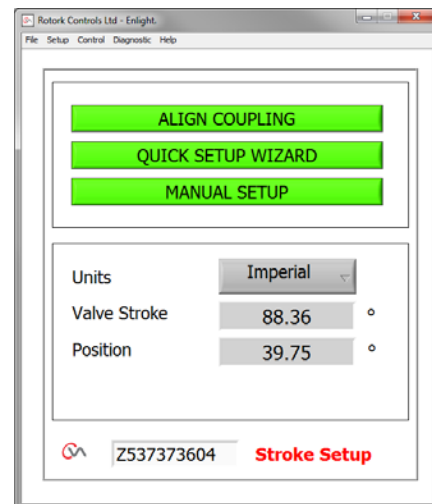 Rotork Controls Ltd - Enlight.
File Setup Control Diagnostic Help
ALIGN COUPLING
QUICK SETUP WIZARD
MANUAL SETUP
Units Imperial
Valve Stroke 88.36 °
Position 39.75 °
Z537373604 Stroke Setup